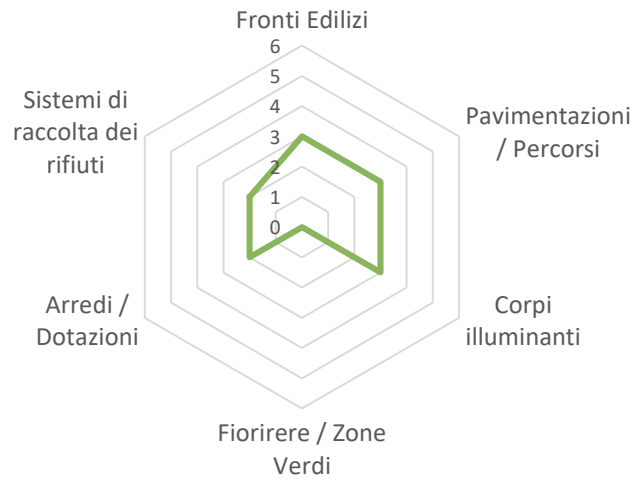 Fronti Edilizi
6
5
4
3
2
1
0
Pavimentazioni
/ Percorsi
Corpi
illuminanti
Fiorirere / Zone
Verdi
Arredi /
Dotazioni
Sistemi di
raccolta dei
rifiuti